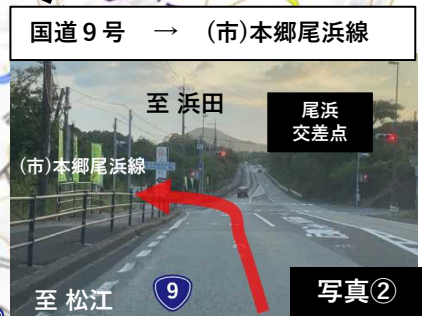 国道9号 → (市)本郷尾浜線
至 浜田
尾浜
交差点
(市)本郷尾浜線
至 松江
9
写真②